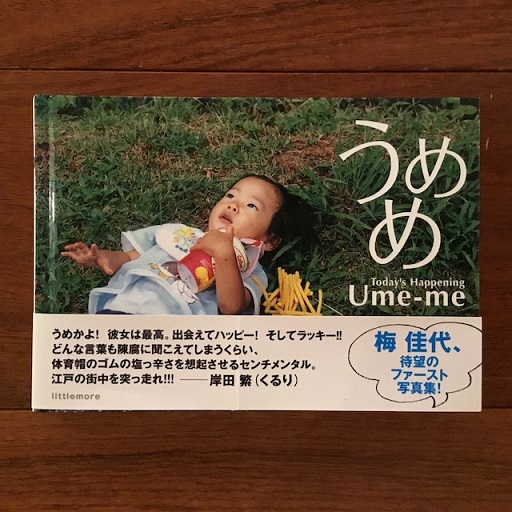 うめ
め
Today's Happening
Ume-me
うめかよ！ 彼女は最高。出会えてハッピー！ そしてラッキー!!
どんな言葉も陳腐に聞こえてしまうくらい、
体育帽のゴムの塩っ辛さを想起させるセンチメンタル。
江戸の街中を突っ走れ!!! ——岸田 繁（くるり）
littlemore
梅 佳代、
待望の
ファースト
写真集！